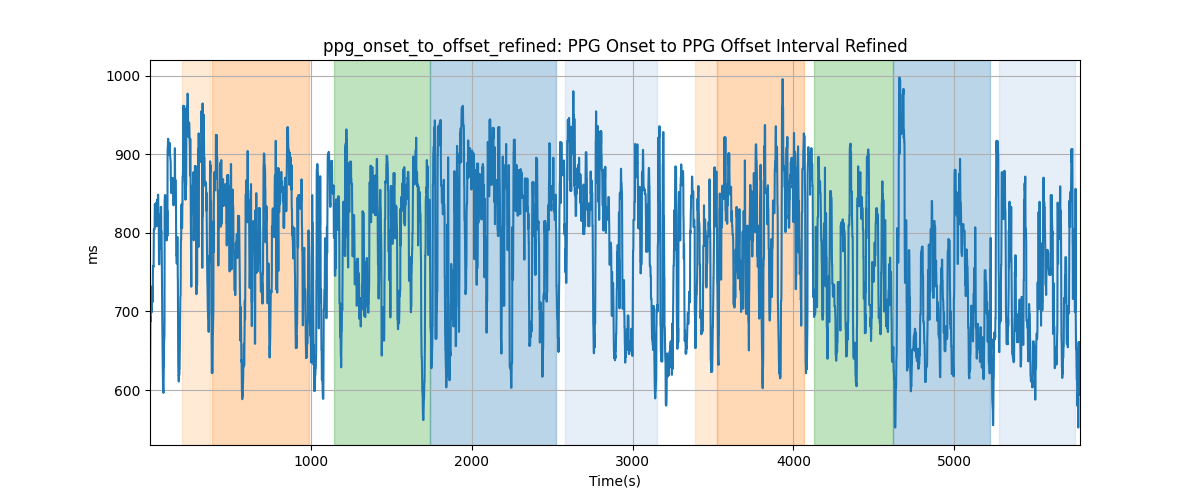 ppg_onset_to_offset_refined: PPG Onset to PPG Offset Interval Refined
1000
900
800
700
600
ms
1000 2000 3000 4000 5000
Time(s)